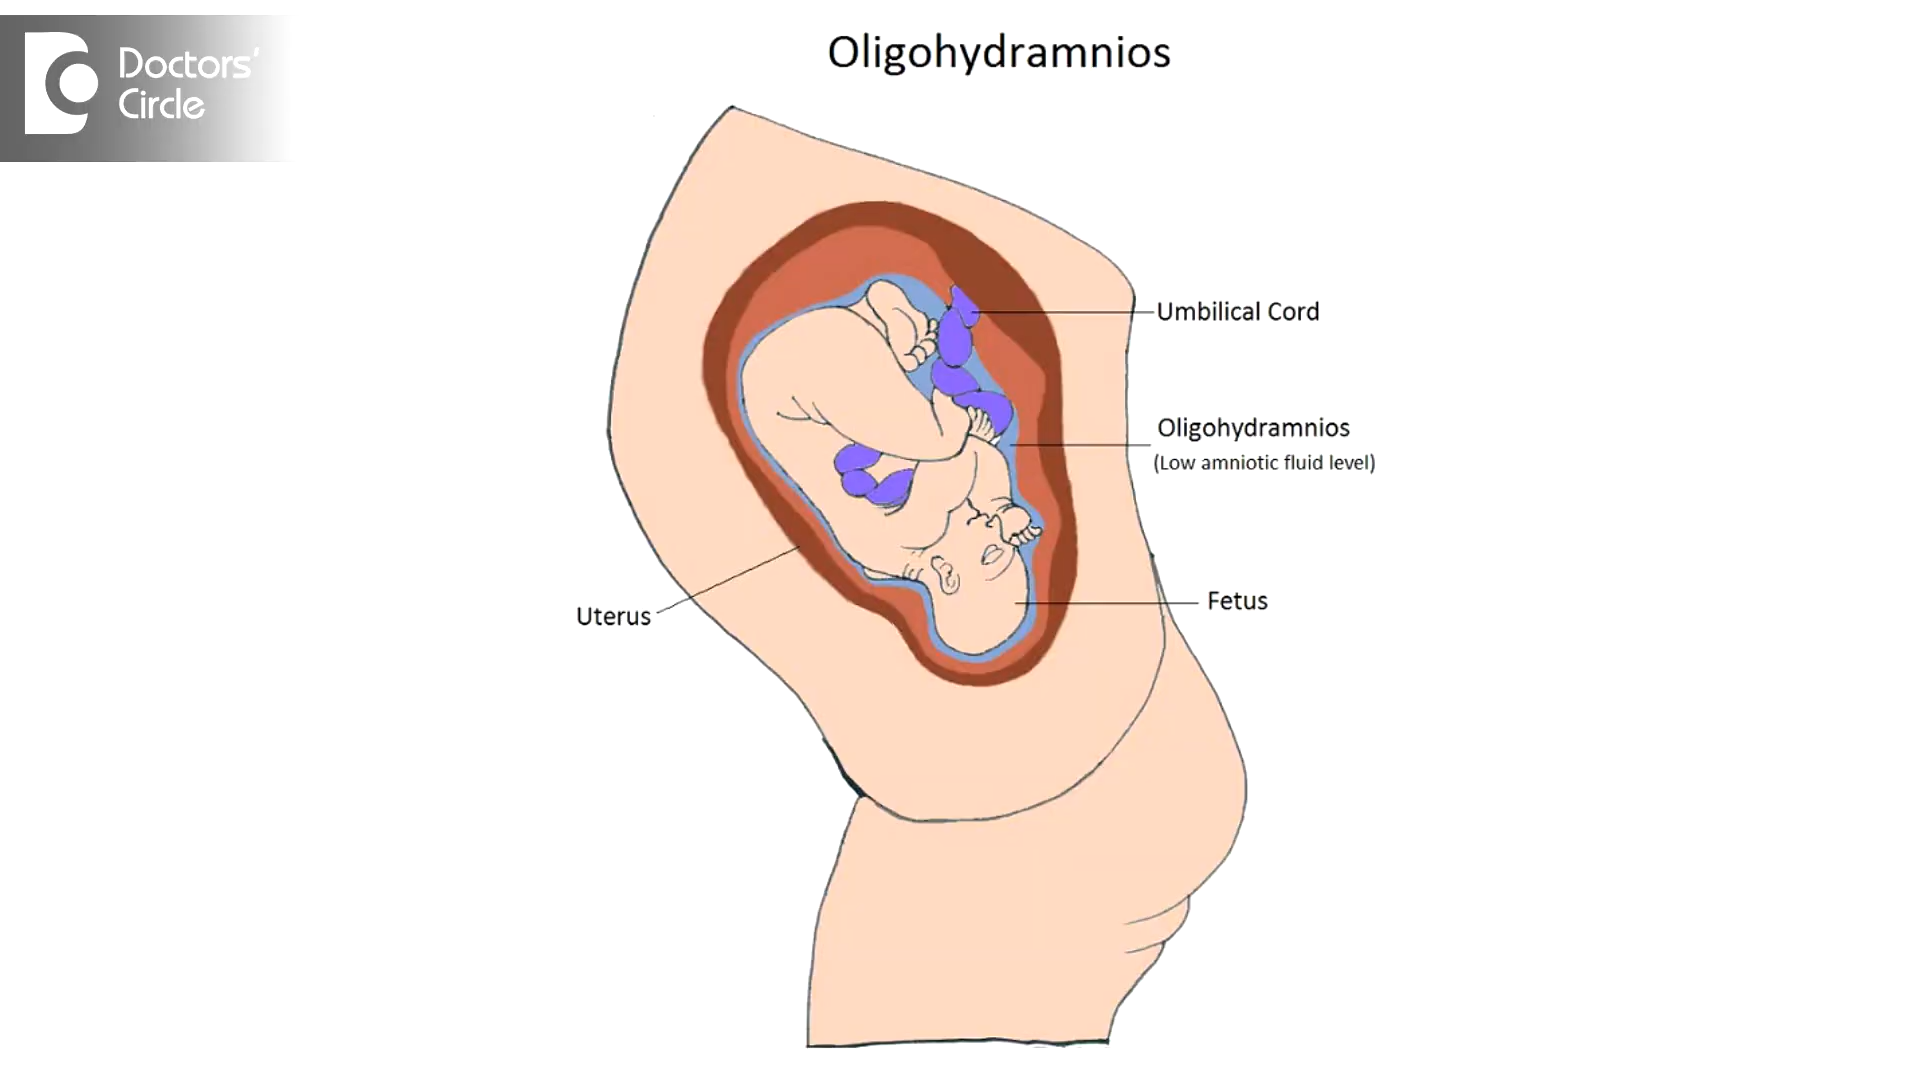 Doctors'
Circle
Oligohydramnios
Umbilical Cord
Oligohydramnios
(Low amniotic fluid level)
Fetus
Uterus